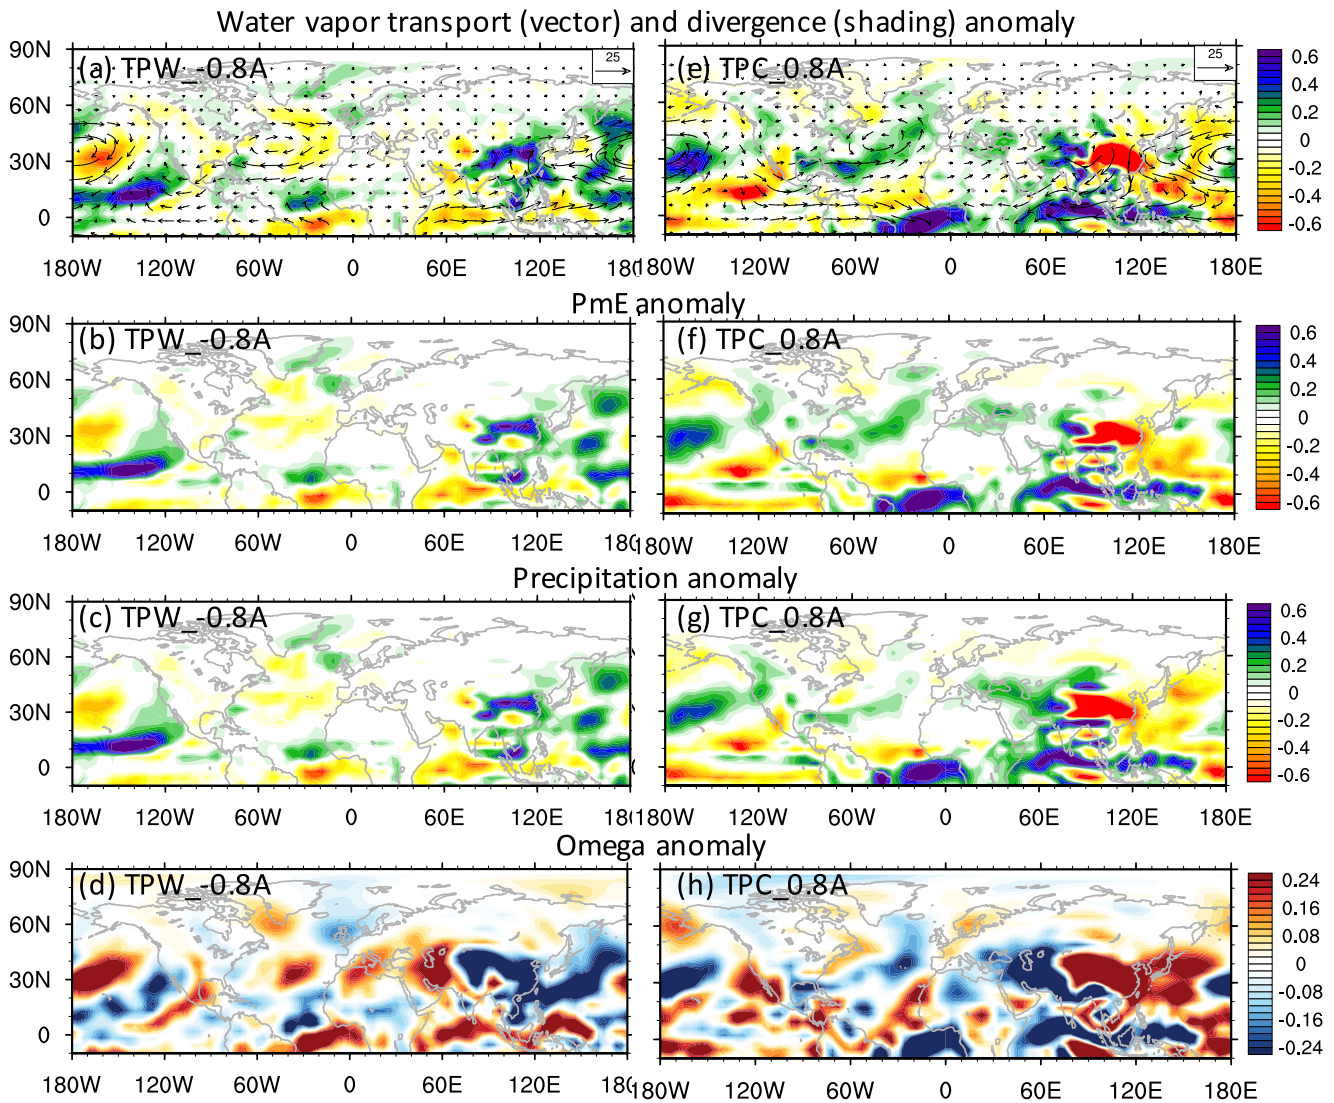 Water vapor transport (vector) and divergence (shading) anomaly
90N (a) TPW_-0.8A 25 (e) TPC_0.8A 25 0.6
60N 0.4
0.2
30N 0
-0.2
0 -0.4
-0.6
180W 120W 60W 0 60E 120E 180W 120W 60W 0 60E 120E 180E
PmE anomaly
90N (b) TPW_-0.8A (f) TPC_0.8A 0.6
60N 0.4
0.2
30N 0
-0.2
0 -0.4
-0.6
180W 120W 60W 0 60E 120E 180W 120W 60W 0 60E 120E 180E
Precipitation anomaly
90N (c) TPW_-0.8A (g) TPC_0.8A 0.6
60N 0.4
0.2
30N 0
-0.2
0 -0.4
-0.6
180W 120W 60W 0 60E 120E 180W 120W 60W 0 60E 120E 180E
Omega anomaly
90N (d) TPW_-0.8A (h) TPC_0.8A 0.24
60N 0.16
0.08
30N 0
-0.08
0 -0.16
-0.24
180W 120W 60W 0 60E 120E 180E 180W 120W 60W 0 60E 120E 180E